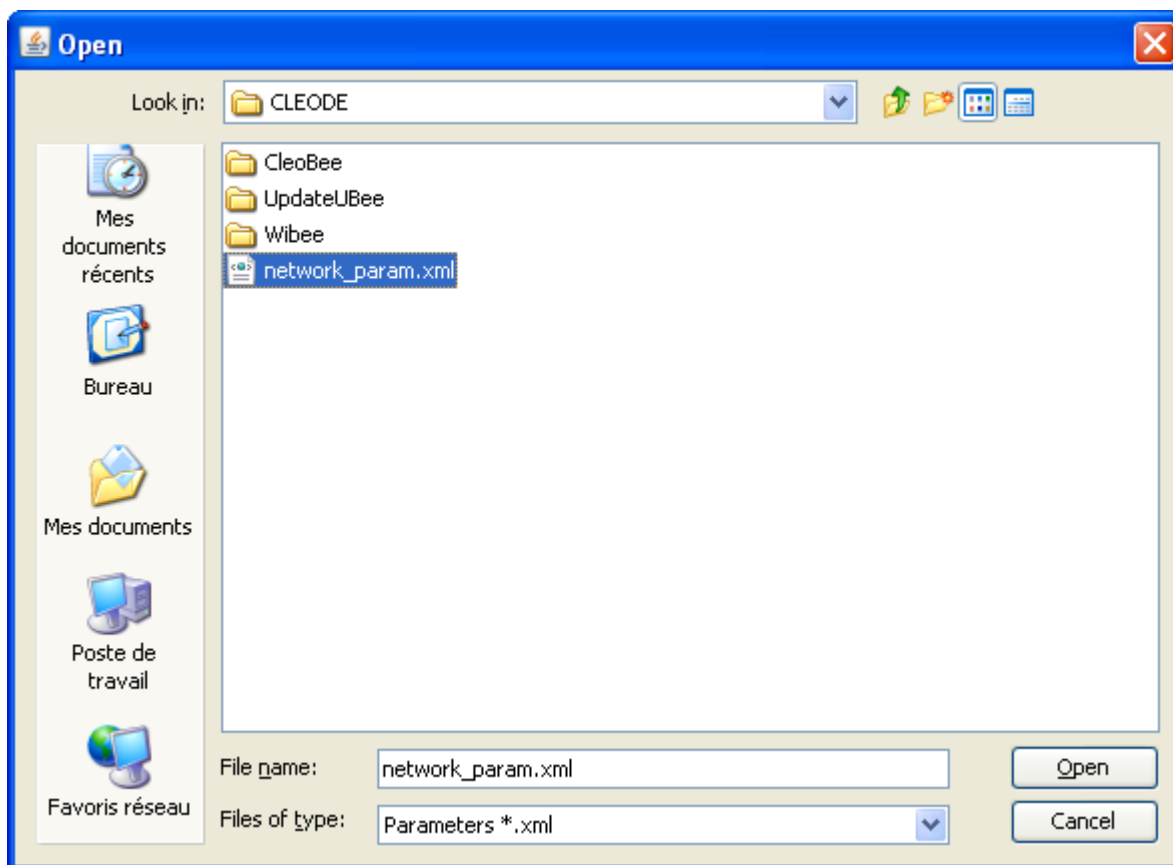 Open
Look in:
CLEODE
Mes
documents
récents
Bureau
Mes documents
Poste de
travail
Favoris réseau
CleoBee
UpdateUBee
Wibee
network_param.xml
File name:
network_param.xml
Open
Files of type:
Parameters *.xml
Cancel